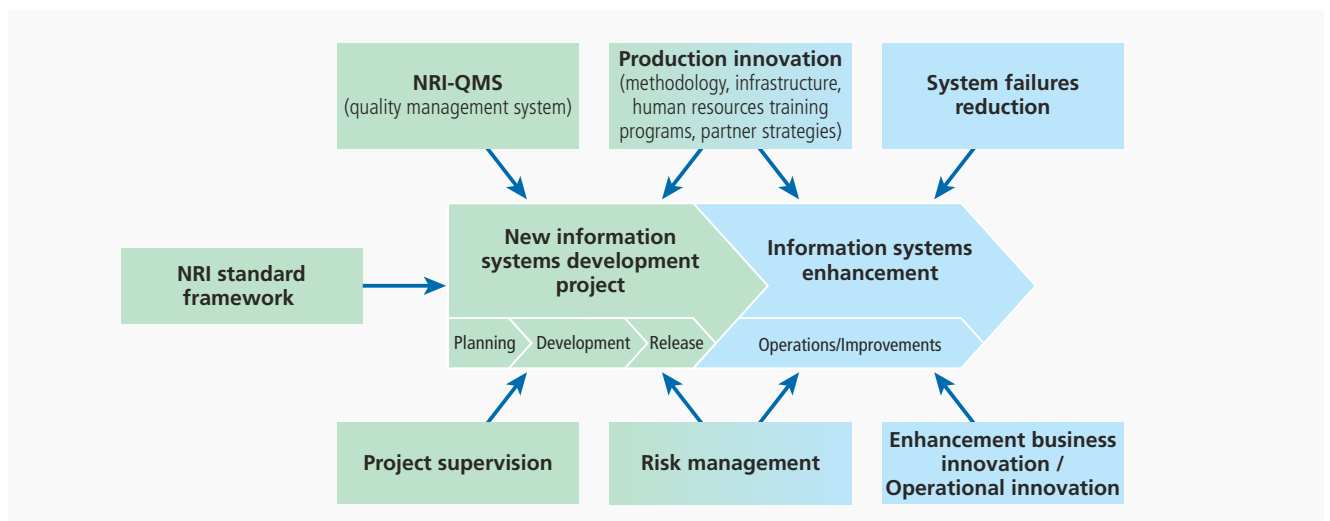 NRI-QMS
(quality management system)
Production innovation
(methodology, infrastructure,
human resources training
programs, partner strategies)
System failures
reduction
NRI standard
framework
New information
systems development
project
Information systems
enhancement
Planning
Development
Release
Operations/Improvements
Project supervision
Risk management
Enhancement business
innovation /
Operational innovation